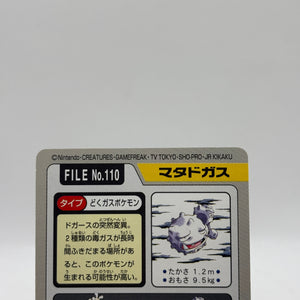 ©Nintendo·CREATURES·GAMEFREAK·TV TOKYO·SHO-PRO·JR KIKAKU
FILE No.110
マタドガス
タイプ どくガスポケモン
ドガースの突然変異。
2種類の毒ガスが長時
間ふきだまる場所があ
ると、このポケモンが
生まれる可能性が高い。
●たかさ 1.2m
●おもさ 9.5kg